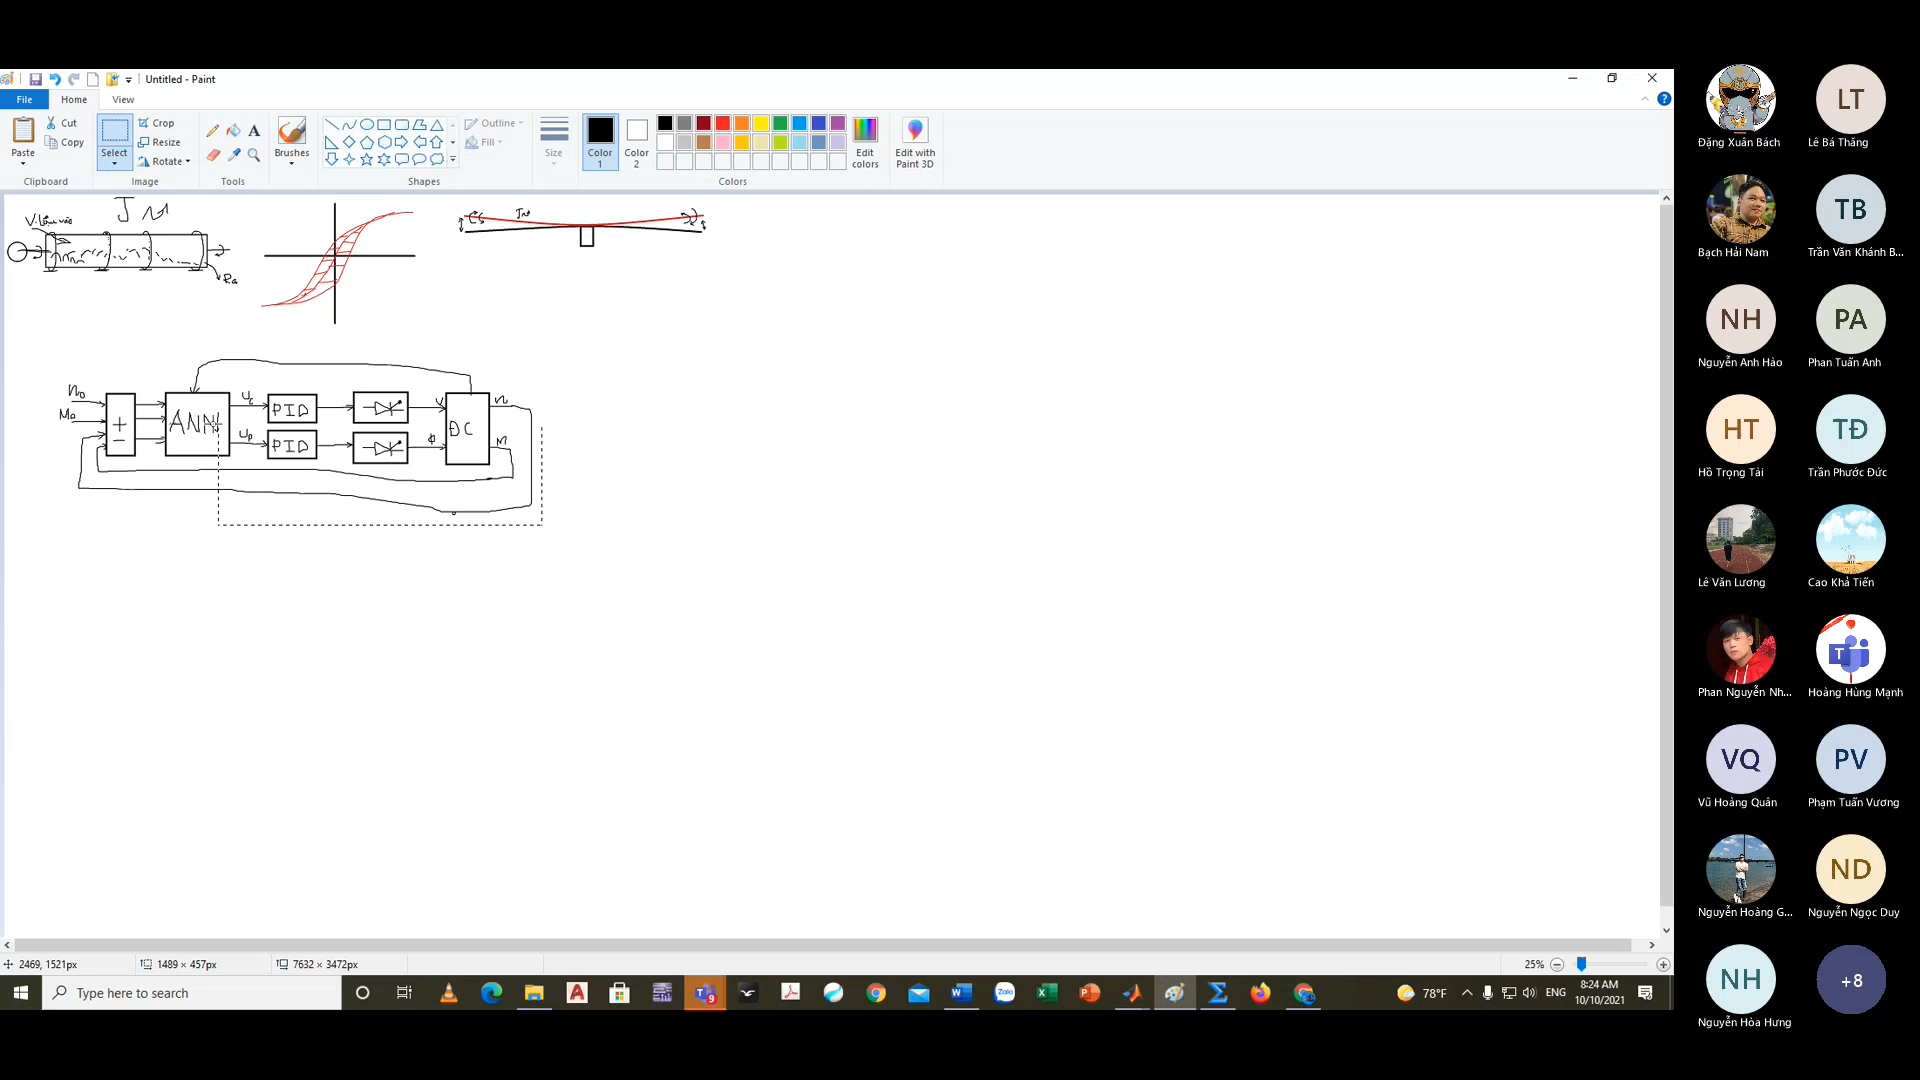 Untitled - Paint
File
Home
View
Paste
Cut
Copy
Clipboard
Select
Crop
Resize
Rotate
Image
Tools
Brushes
Shapes
Outline
Fill
Size
Color
1
Color
2
Edit
colors
Edit with
Paint 3D
Colors
J
Ra
n₀
M₀
+
−
ANN
PID
PID
ĐC
n
M
V
Φ
2469, 1521px
1489 × 457px
7632 × 3472px
25%
Type here to search
78°F
ENG
8:24 AM
10/10/2021
Đặng Xuân Bách
LT
Lê Bá Thăng
Bạch Hải Nam
TB
Trần Văn Khánh B...
NH
Nguyễn Anh Hào
PA
Phan Tuấn Anh
HT
Hồ Trọng Tài
TĐ
Trần Phước Đức
Lê Văn Lương
Cao Khả Tiến
Phan Nguyễn Nh...
Hoàng Hùng Mạnh
VQ
Vũ Hoàng Quân
PV
Phạm Tuấn Vương
Nguyễn Hoàng G...
ND
Nguyễn Ngọc Duy
NH
Nguyễn Hòa Hưng
+8